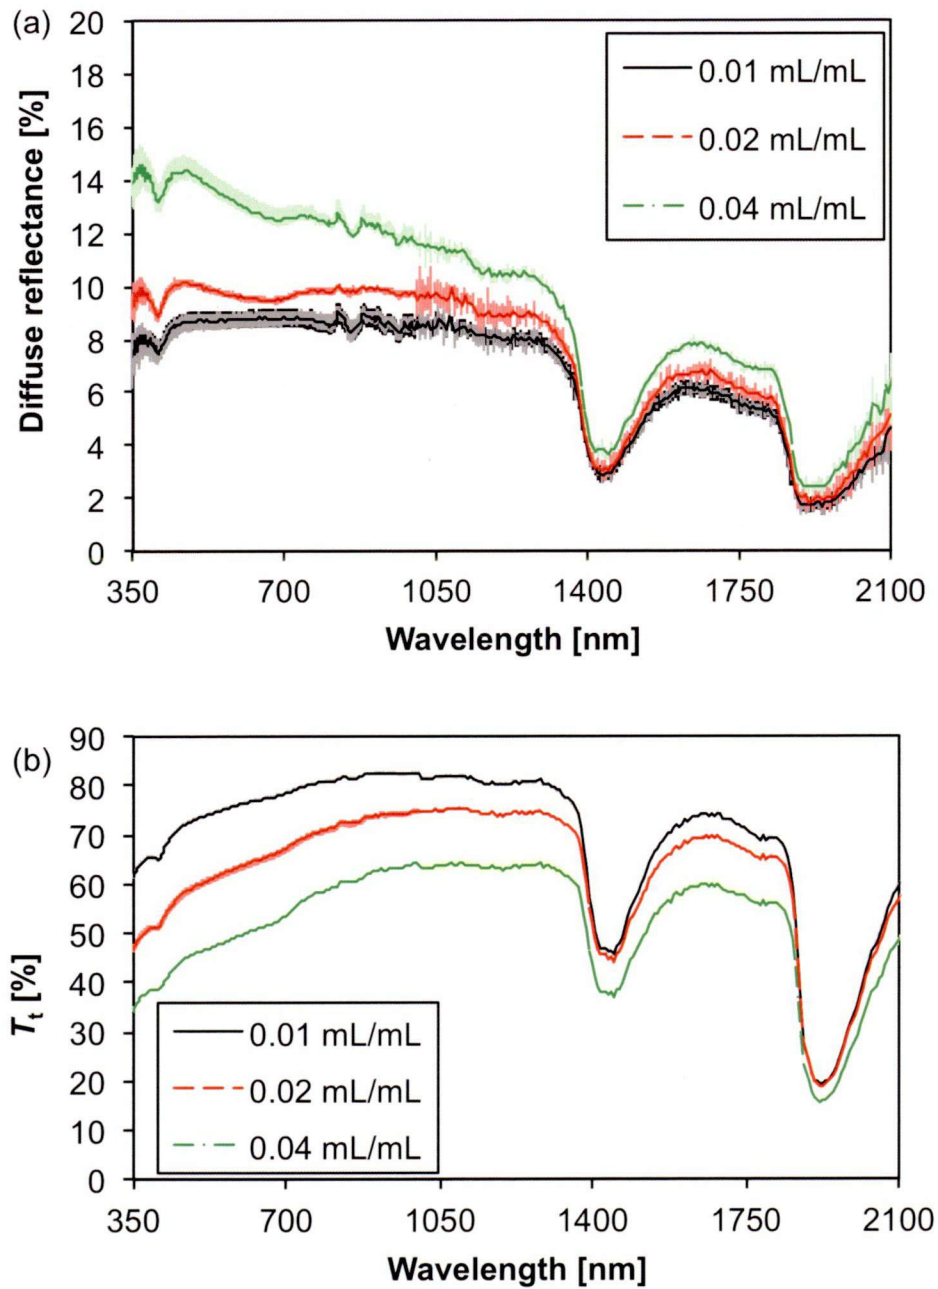 (a)
20
18
16
14
12
10
8
6
4
2
0
Diffuse reflectance [%]
0.01 mL/mL
0.02 mL/mL
0.04 mL/mL
350 700 1050 1400 1750 2100
Wavelength [nm]
(b)
90
80
70
60
50
40
30
20
10
0
Tt [%]
0.01 mL/mL
0.02 mL/mL
0.04 mL/mL
350 700 1050 1400 1750 2100
Wavelength [nm]